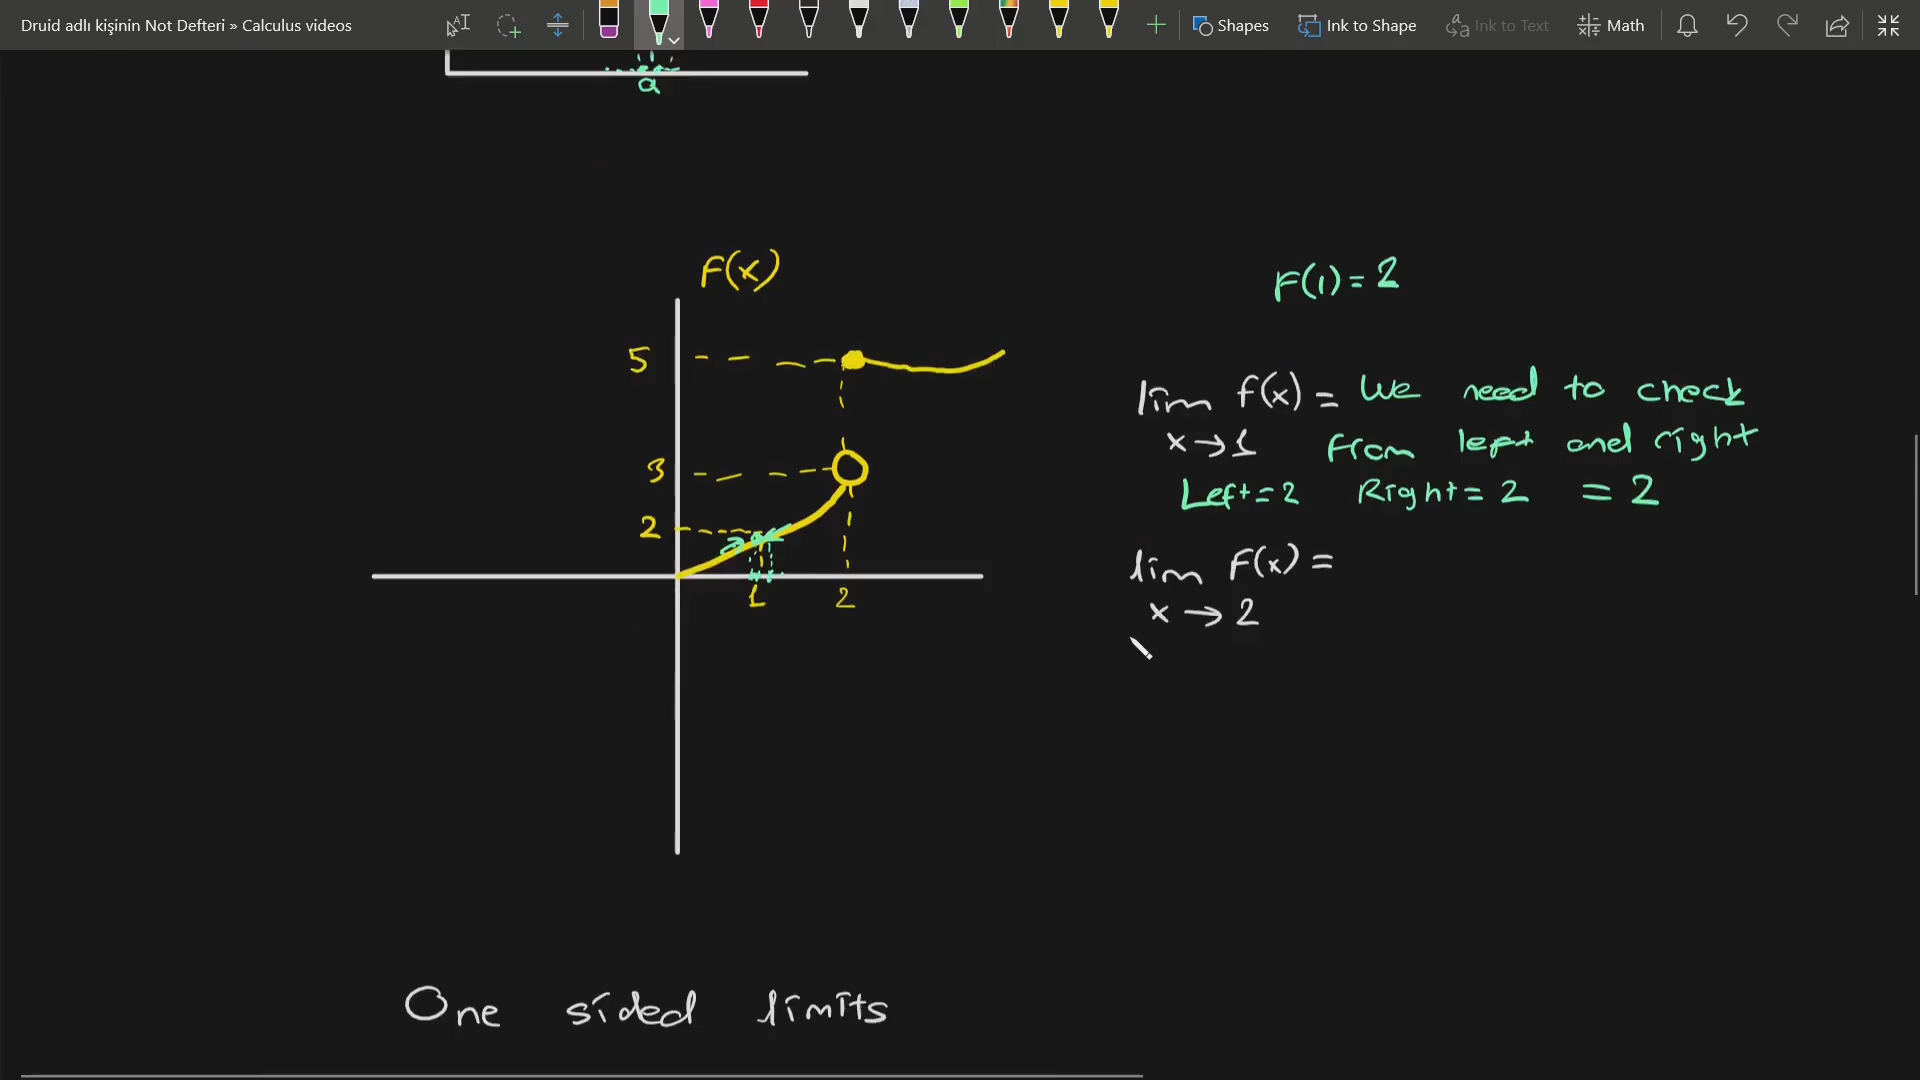 Druid adlı kişinin Not Defteri » Calculus videos
Shapes
Ink to Shape
Ink to Text
Math
a
F(x)
5
3
2
1
2
F(1) = 2
lim f(x) = We need to check
x → 1 from left and right
Left = 2 Right = 2 = 2
lim F(x) =
x → 2
One sided limits